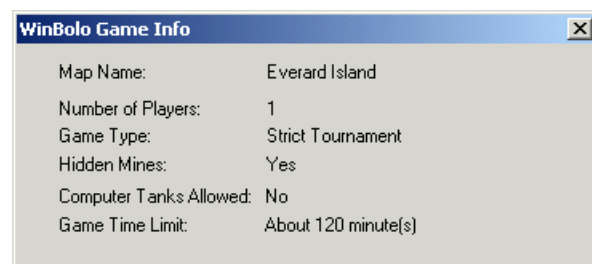 WinBolo Game Info
Map Name: Everard Island
Number of Players: 1
Game Type: Strict Tournament
Hidden Mines: Yes
Computer Tanks Allowed: No
Game Time Limit: About 120 minute(s)